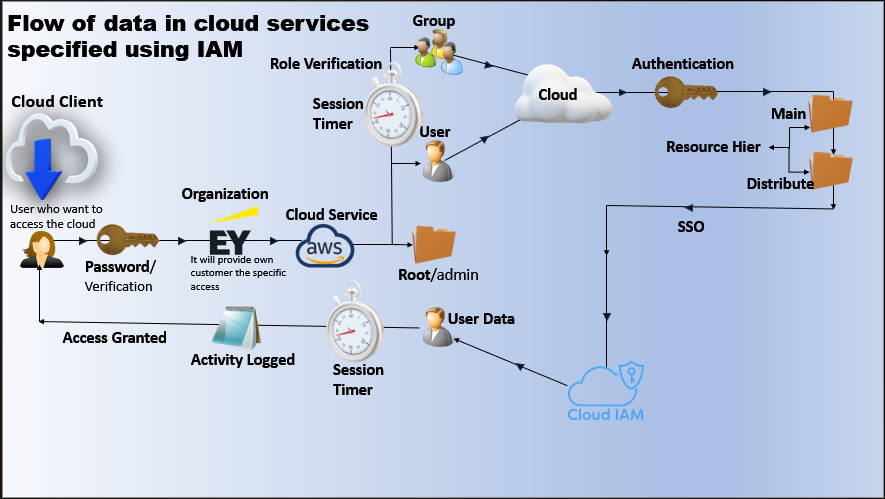 Flow of data in cloud services
specified using IAM
Group
Role Verification
Authentication
Cloud Client
Session
Timer
Cloud
Main
User
Resource Hier
Distribute
User who want to
access the cloud
Organization
Cloud Service
SSO
EY
aws
It will provide own
customer the specific
access
Password/
Verification
Root/admin
User Data
Access Granted
Activity Logged
Session
Timer
Cloud IAM